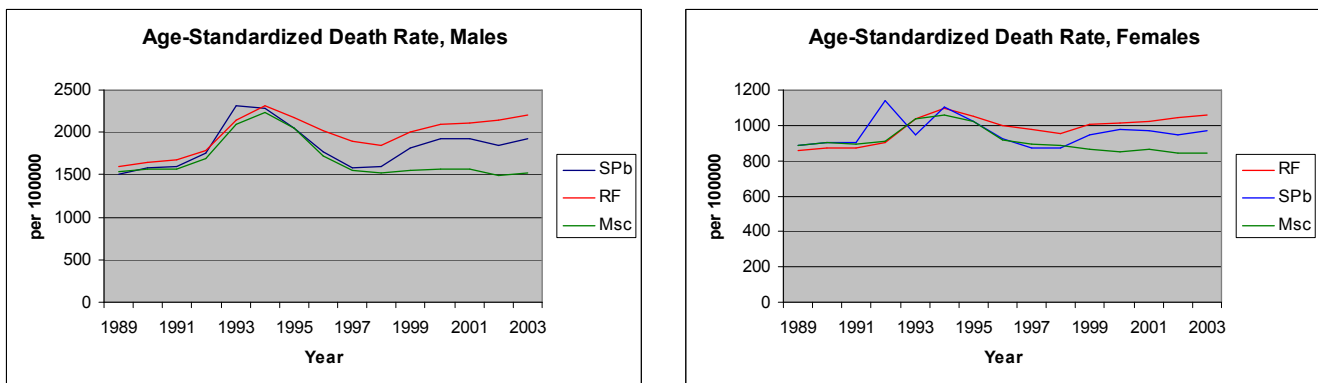 Age-Standardized Death Rate, Males
per 100000
2500
2000
1500
1000
500
0
1989 1991 1993 1995 1997 1999 2001 2003
Year
SPb
RF
Msc
Age-Standardized Death Rate, Females
per 100000
1200
1000
800
600
400
200
0
1989 1991 1993 1995 1997 1999 2001 2003
Year
RF
SPb
Msc